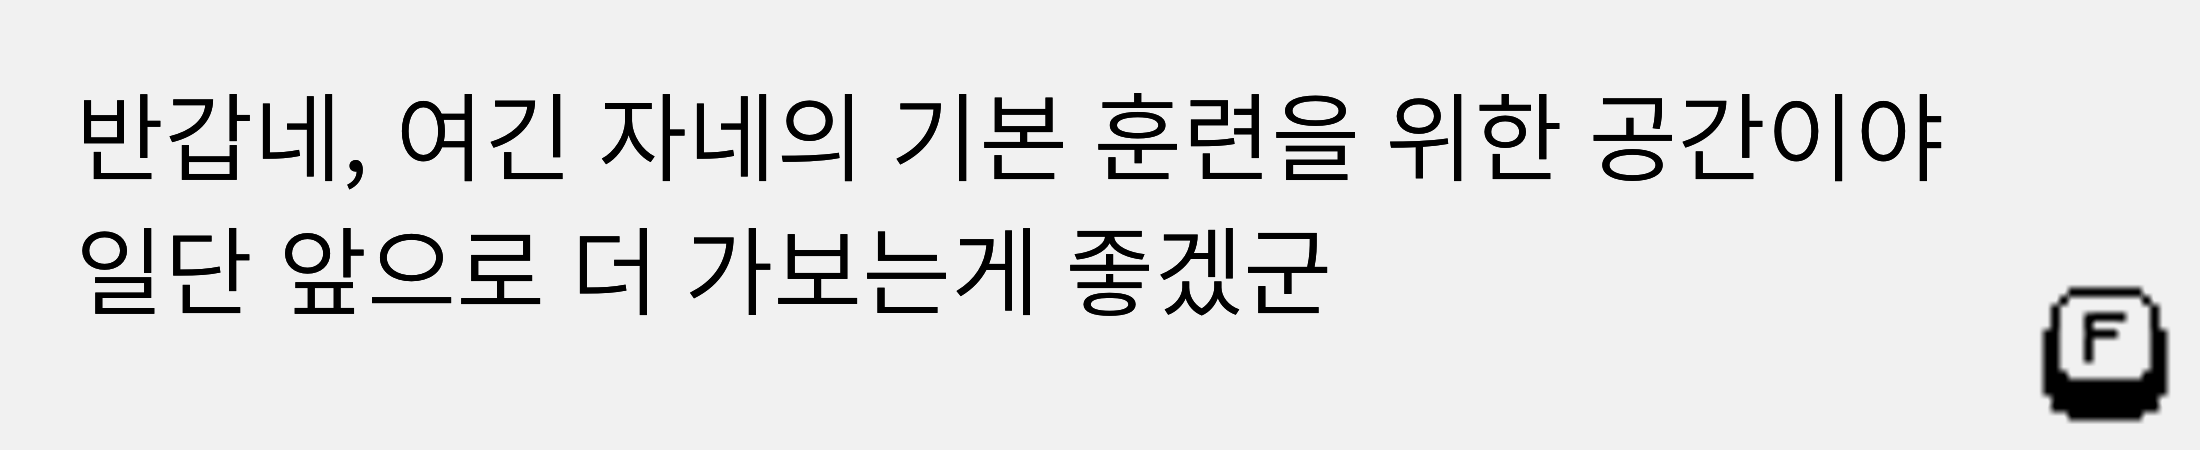 반갑네, 여긴 자네의 기본 훈련을 위한 공간이야
일단 앞으로 더 가보는게 좋겠군
F